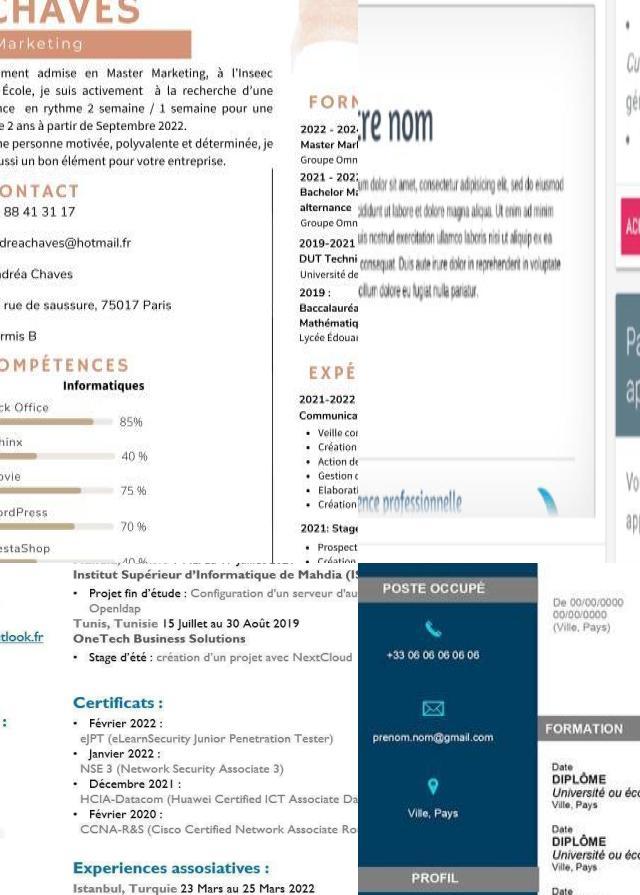 CHAVES
Marketing
ment admise en Master Marketing, à l'Inseec
École, je suis activement à la recherche d'une
nce en rythme 2 semaine / 1 semaine pour une
e 2 ans à partir de Septembre 2022.
ne personne motivée, polyvalente et déterminée, je
ussi un bon élément pour votre entreprise.
ONTACT
88 41 31 17
dreachaves@hotmail.fr
ndréa Chaves
rue de saussure, 75017 Paris
rmis B
OMPÉTENCES
Informatiques
ck Office
85%
hinx
40 %
ovie
75 %
ordPress
70 %
estaShop
40 %
FORM
2022 - 202
Master Mar
Groupe Omn
2021 - 202
Bachelor Ma
alternance
Groupe Omn
2019-2021
DUT Techni
Université de
2019 :
Baccalauréa
Mathématiq
Lycée Édouar
EXPÉ
2021-2022
Communica
• Veille co
• Création
• Action de
• Gestion d
• Elaborati
• Création
2021: Stage
• Prospect
• Création
re nom
um dolor sit amet, consectetur adipisicing elit, sed do eiusmod
cididunt ut labore et dolore magna aliqua. Ut enim ad minim
uis nostrud exercitation ullamco laboris nisi ut aliquip ex ea
consequat. Duis aute irure dolor in reprehenderit in voluptate
cillum dolore eu fugiat nulla pariatur.
ence professionnelle
•
Cu
gé
•
AC
Pa
ap
Vo
app
Institut Supérieur d'Informatique de Mahdia (IS
• Projet fin d'étude : Configuration d'un serveur d'au
Openldap
Tunis, Tunisie 15 Juillet au 30 Août 2019
OneTech Business Solutions
• Stage d'été : création d'un projet avec NextCloud
tlook.fr
:
Certificats :
• Février 2022 :
eJPT (eLearnSecurity Junior Penetration Tester)
• Janvier 2022 :
NSE 3 (Network Security Associate 3)
• Décembre 2021 :
HCIA-Datacom (Huawei Certified ICT Associate Da
• Février 2020 :
CCNA-R&S (Cisco Certified Network Associate Ro
Experiences assosiatives :
Istanbul, Turquie 23 Mars au 25 Mars 2022
POSTE OCCUPÉ
+33 06 06 06 06 06
prenom.nom@gmail.com
Ville, Pays
PROFIL
De 00/00/0000
00/00/0000
(Ville, Pays)
FORMATION
Date
DIPLÔME
Université ou éco
Ville, Pays
Date
DIPLÔME
Université ou éco
Ville, Pays
Date